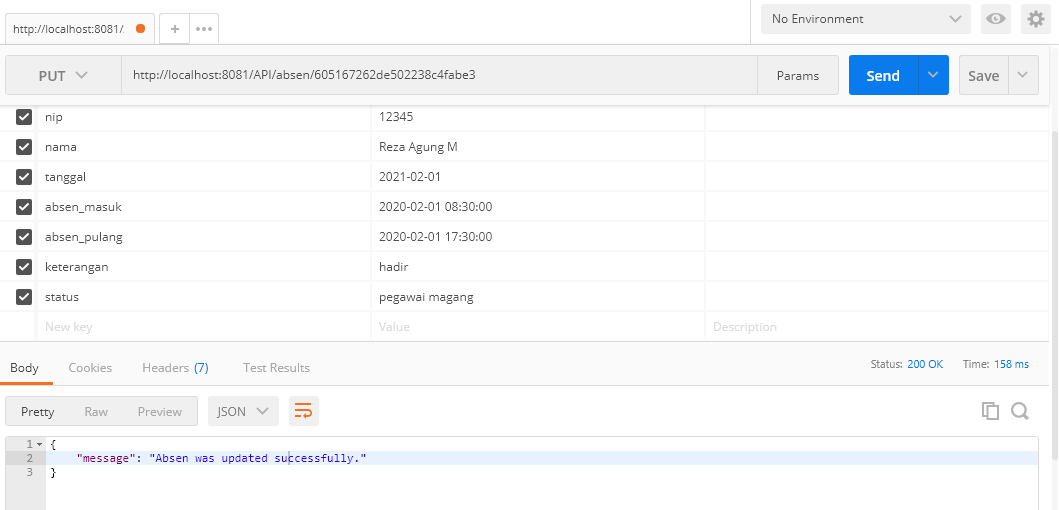 http://localhost:8081/ + ••• No Environment
PUT http://localhost:8081/API/absen/605167262de502238c4fabe3 Params Send Save
nip 12345
nama Reza Agung M
tanggal 2021-02-01
absen_masuk 2020-02-01 08:30:00
absen_pulang 2020-02-01 17:30:00
keterangan hadir
status pegawai magang
New key Value Description
Body Cookies Headers (7) Test Results Status: 200 OK Time: 158 ms
Pretty Raw Preview JSON
1 {
2 "message": "Absen was updated successfully."
3 }